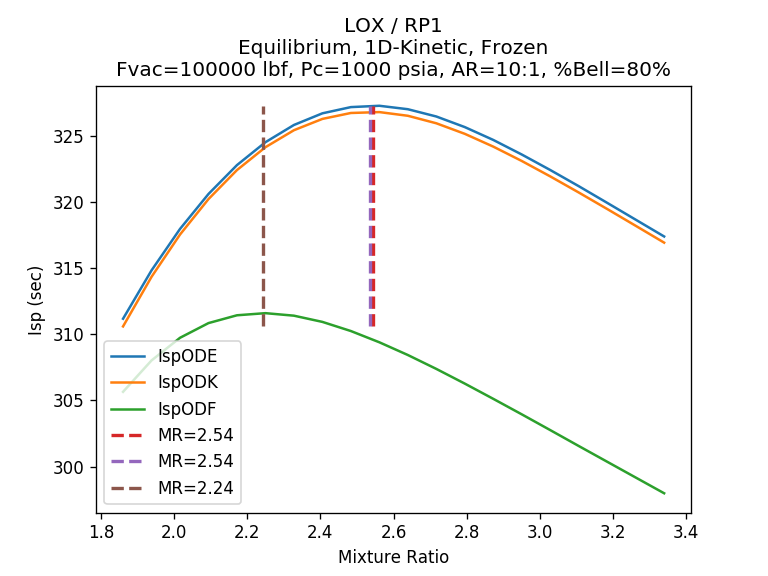 LOX / RP1
Equilibrium, 1D-Kinetic, Frozen
Fvac=100000 lbf, Pc=1000 psia, AR=10:1, %Bell=80%
Isp (sec)
325
320
315
310
305
300
IspODE
IspODK
IspODF
MR=2.54
MR=2.54
MR=2.24
1.8 2.0 2.2 2.4 2.6 2.8 3.0 3.2 3.4
Mixture Ratio